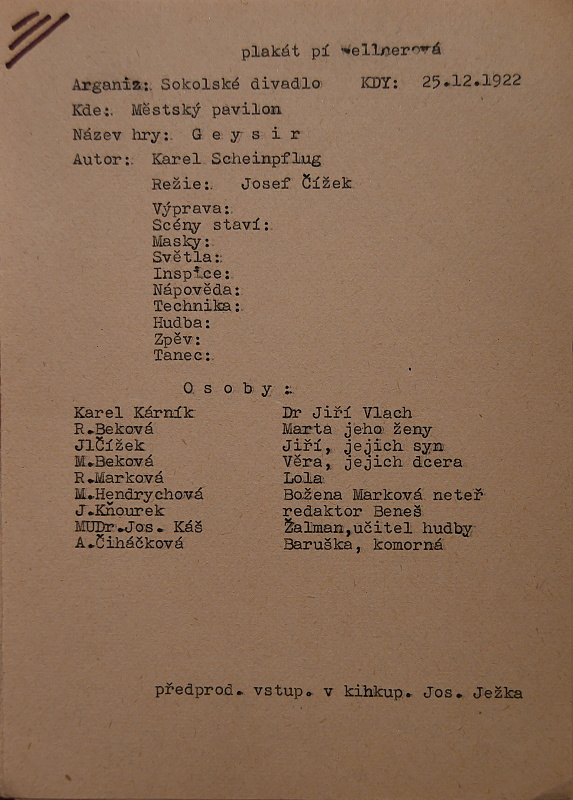 plakát pí wellnerová
Arganiz: Sokolské divadlo KDY: 25.12.1922
Kde: Městský pavilon
Název hry: G e y s i r
Autor: Karel Scheinpflug
Režie: Josef Čížek
Výprava:
Scény staví:
Masky:
Světla:
Inspice:
Nápověda:
Technika:
Hudba:
Zpěv:
Tanec:
O s o b y :
Karel Kárník Dr Jiří Vlach
R.Beková Marta jeho ženy
JlČížek Jiří, jejich syn
M.Beková Věra, jejich dcera
R.Marková Lola
M.Hendrychová Božena Marková neteř
J.Kňourek redaktor Beneš
MUDr.Jos. Káš Žalman,učitel hudby
A.Čiháčková Baruška, komorná
předprod. vstup. v kihkup. Jos. Ježka